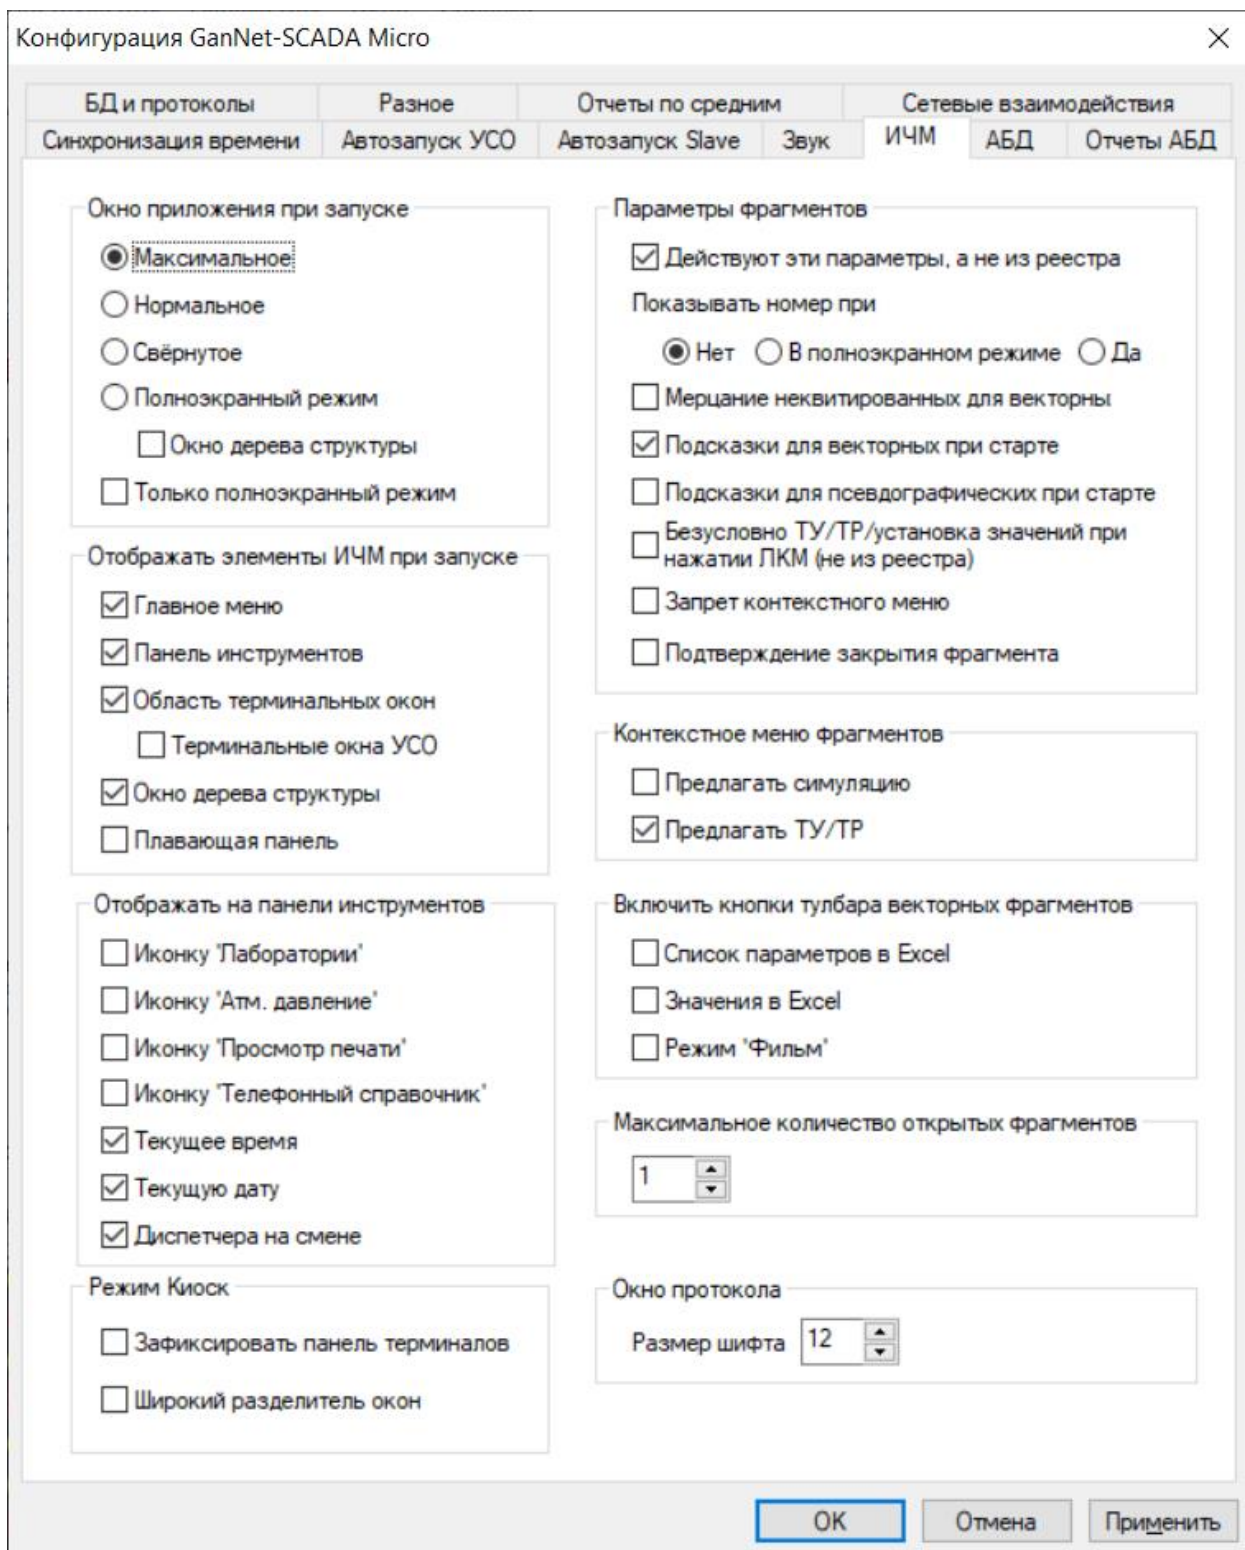 Конфигурация GanNet-SCADA Micro
БД и протоколы Разное Отчеты по средним Сетевые взаимодействия
Синхронизация времени Автозапуск УСО Автозапуск Slave Звук ИЧМ АБД Отчеты АБД
Окно приложения при запуске
Максимальное
Нормальное
Свёрнутое
Полноэкранный режим
Окно дерева структуры
Только полноэкранный режим
Отображать элементы ИЧМ при запуске
Главное меню
Панель инструментов
Область терминальных окон
Терминальные окна УСО
Окно дерева структуры
Плавающая панель
Отображать на панели инструментов
Иконку 'Лаборатории'
Иконку 'Атм. давление'
Иконку 'Просмотр печати'
Иконку 'Телефонный справочник'
Текущее время
Текущую дату
Диспетчера на смене
Режим Киоск
Зафиксировать панель терминалов
Широкий разделитель окон
Параметры фрагментов
Действуют эти параметры, а не из реестра
Показывать номер при
Нет В полноэкранном режиме Да
Мерцание неквитированных для векторны
Подсказки для векторных при старте
Подсказки для псевдографических при старте
Безусловно ТУ/ТР/установка значений при
нажатии ЛКМ (не из реестра)
Запрет контекстного меню
Подтверждение закрытия фрагмента
Контекстное меню фрагментов
Предлагать симуляцию
Предлагать ТУ/ТР
Включить кнопки тулбара векторных фрагментов
Список параметров в Excel
Значения в Excel
Режим 'Фильм'
Максимальное количество открытых фрагментов
1
Окно протокола
Размер шифта 12
OK Отмена Применить